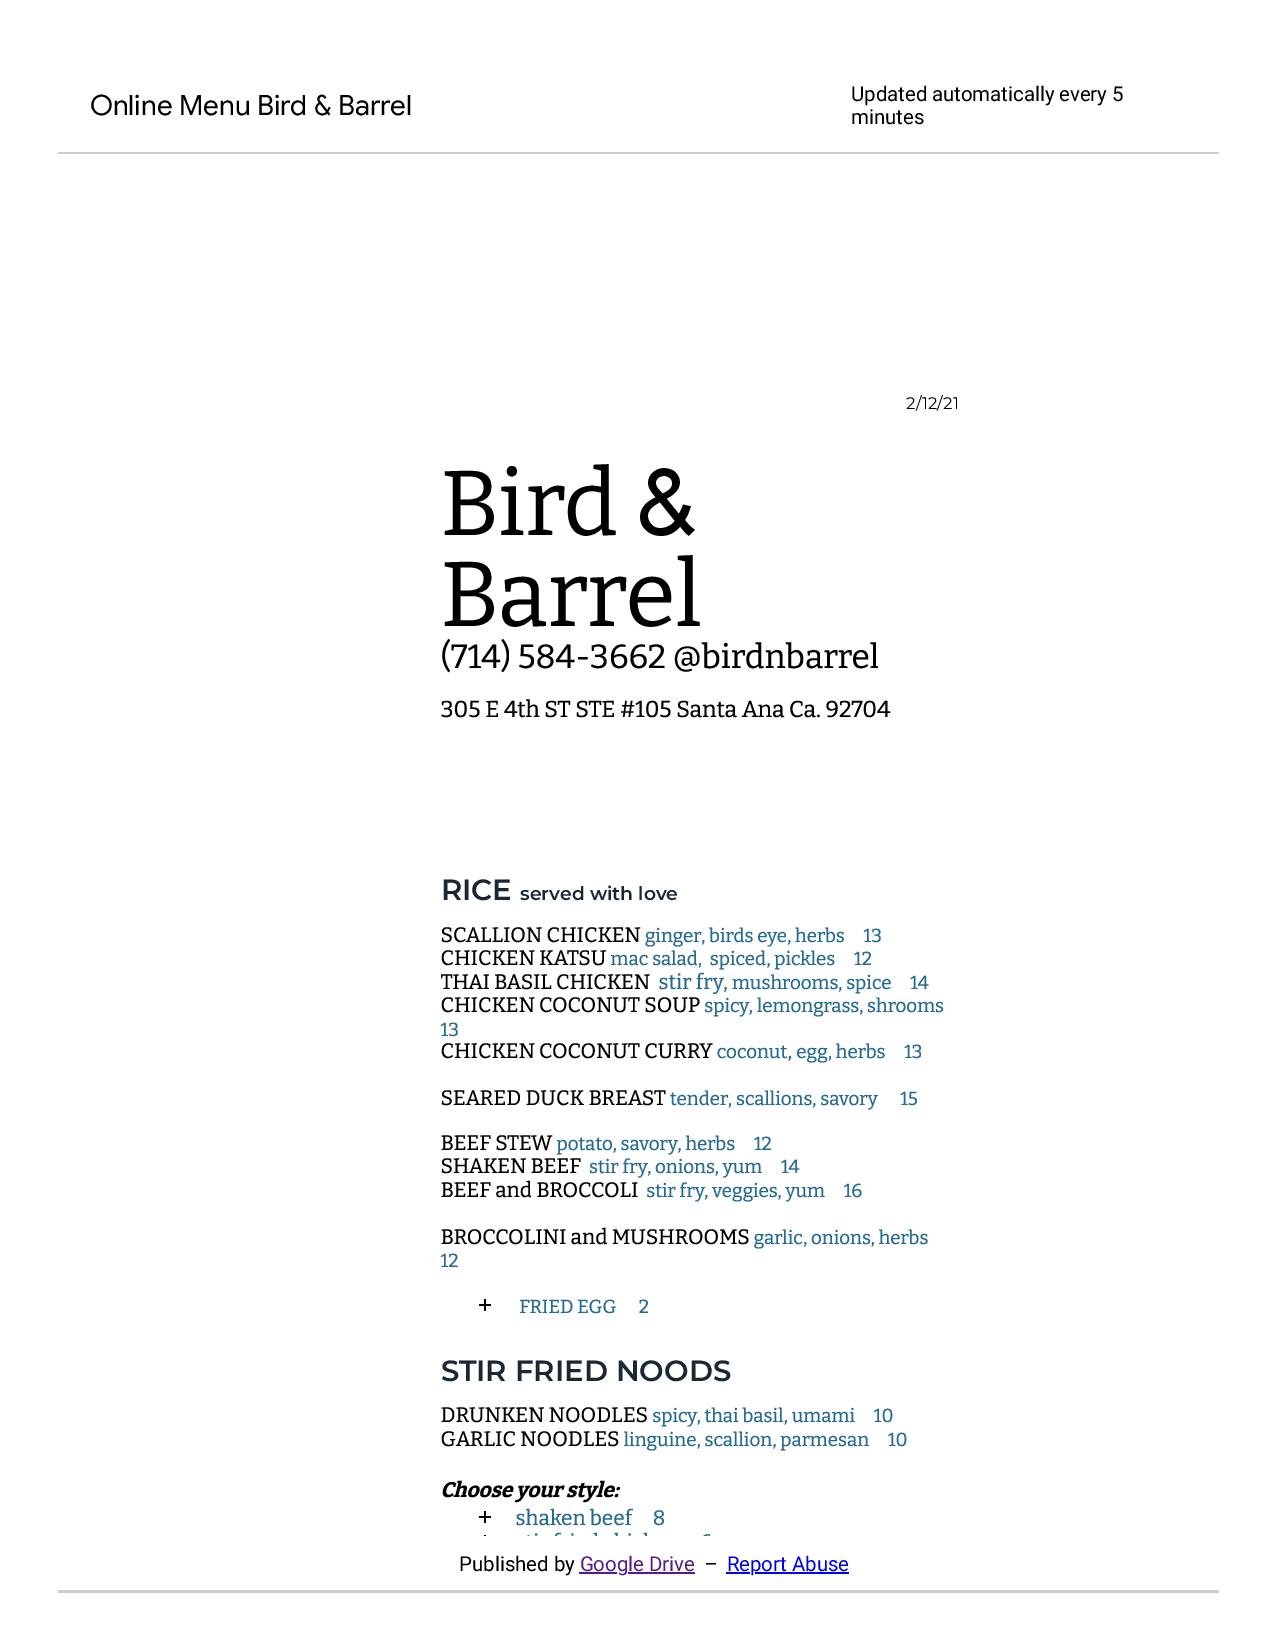 Online Menu Bird & Barrel
Updated automatically every 5
minutes
2/12/21
Bird &
Barrel
(714) 584-3662 @birdnbarrel
305 E 4th ST STE #105 Santa Ana Ca. 92704
RICE served with love
SCALLION CHICKEN ginger, birds eye, herbs 13
CHICKEN KATSU mac salad, spiced, pickles 12
THAI BASIL CHICKEN stir fry, mushrooms, spice 14
CHICKEN COCONUT SOUP spicy, lemongrass, shrooms
13
CHICKEN COCONUT CURRY coconut, egg, herbs 13
SEARED DUCK BREAST tender, scallions, savory 15
BEEF STEW potato, savory, herbs 12
SHAKEN BEEF stir fry, onions, yum 14
BEEF and BROCCOLI stir fry, veggies, yum 16
BROCCOLINI and MUSHROOMS garlic, onions, herbs
12
+ FRIED EGG 2
STIR FRIED NOODS
DRUNKEN NOODLES spicy, thai basil, umami 10
GARLIC NOODLES linguine, scallion, parmesan 10
Choose your style:
+ shaken beef 8
Published by Google Drive – Report Abuse